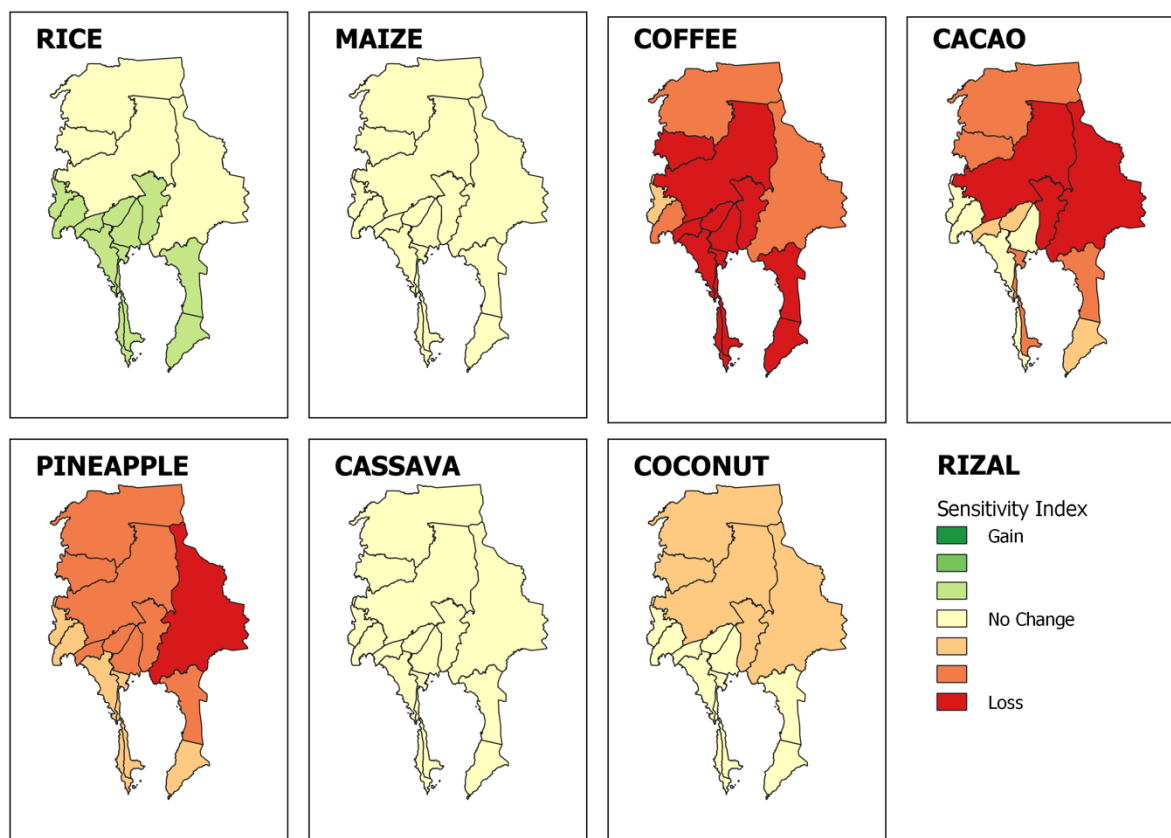 RICE
MAIZE
COFFEE
CACAO
PINEAPPLE
CASSAVA
COCONUT
RIZAL
Sensitivity Index
Gain
No Change
Loss